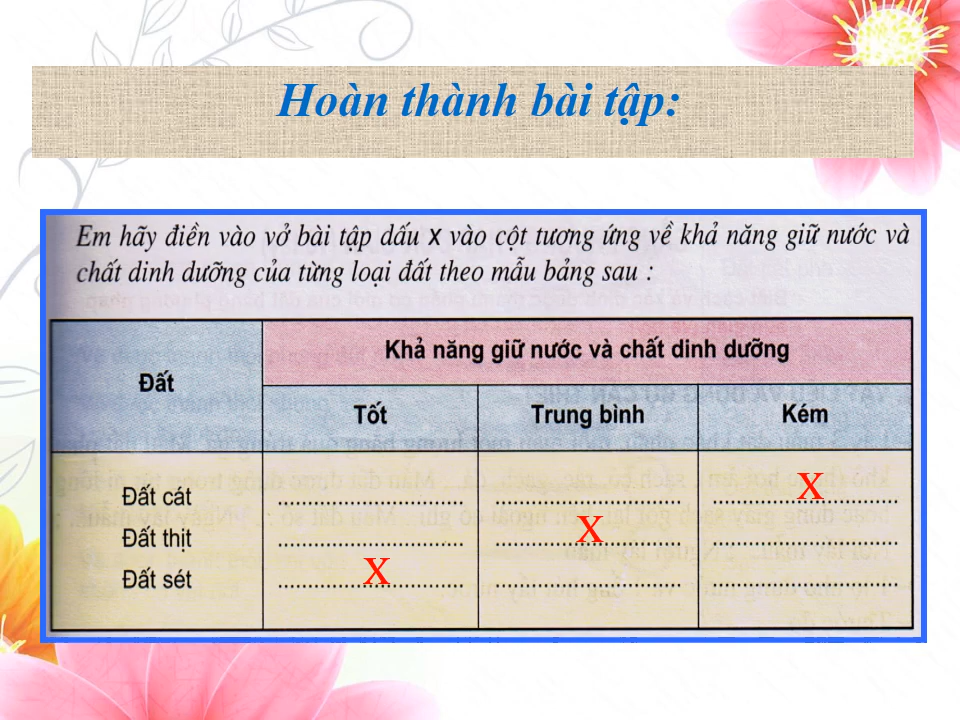 Hoàn thành bài tập:
Em hãy điền vào vở bài tập dấu x vào cột tương ứng về khả năng giữ nước và
chất dinh dưỡng của từng loại đất theo mẫu bảng sau :
Đất
Khả năng giữ nước và chất dinh dưỡng
Tốt Trung bình Kém
Đất cát ................................ ................................ ................X................
Đất thịt ................................ ................X................ ................................
Đất sét ................X................ ................................ ................................